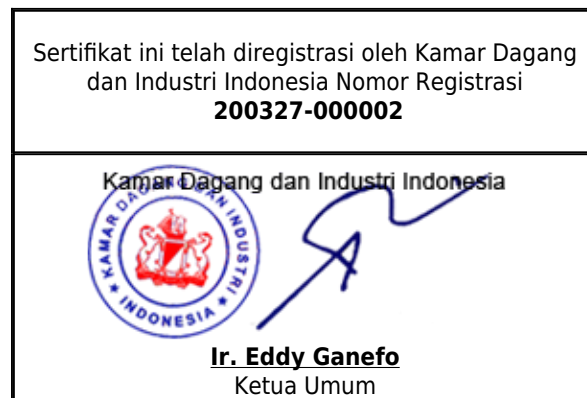 Sertifikat ini telah diregistrasi oleh Kamar Dagang
dan Industri Indonesia Nomor Registrasi
200327-000002
Kamar Dagang dan Industri Indonesia
KAMAR DAGANG DAN INDUSTRI
INDONESIA
Ir. Eddy Ganefo
Ketua Umum